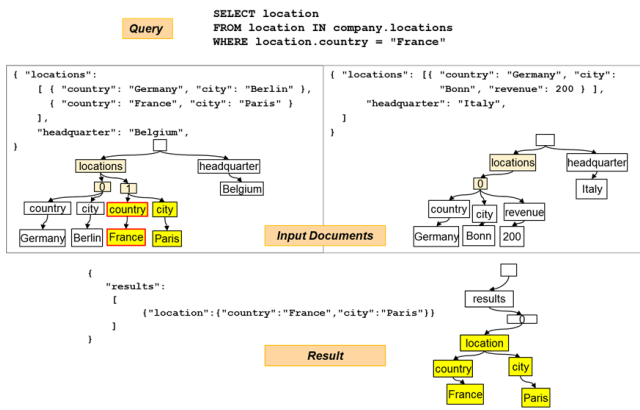 Query
SELECT location
FROM location IN company.locations
WHERE location.country = "France"
{ "locations":
[ { "country": "Germany", "city": "Berlin" },
{ "country": "France", "city": "Paris" }
],
"headquarter": "Belgium",
}
locations
headquarter
0
1
Belgium
country
city
country
city
Germany
Berlin
France
Paris
{ "locations": [{ "country": "Germany", "city":
"Bonn", "revenue": 200 } ],
"headquarter": "Italy",
]
}
locations
headquarter
0
Italy
country
city
revenue
Germany
Bonn
200
Input Documents
{
"results":
[
{"location":{"country":"France","city":"Paris"}}
]
}
results
0
location
country
city
France
Paris
Result